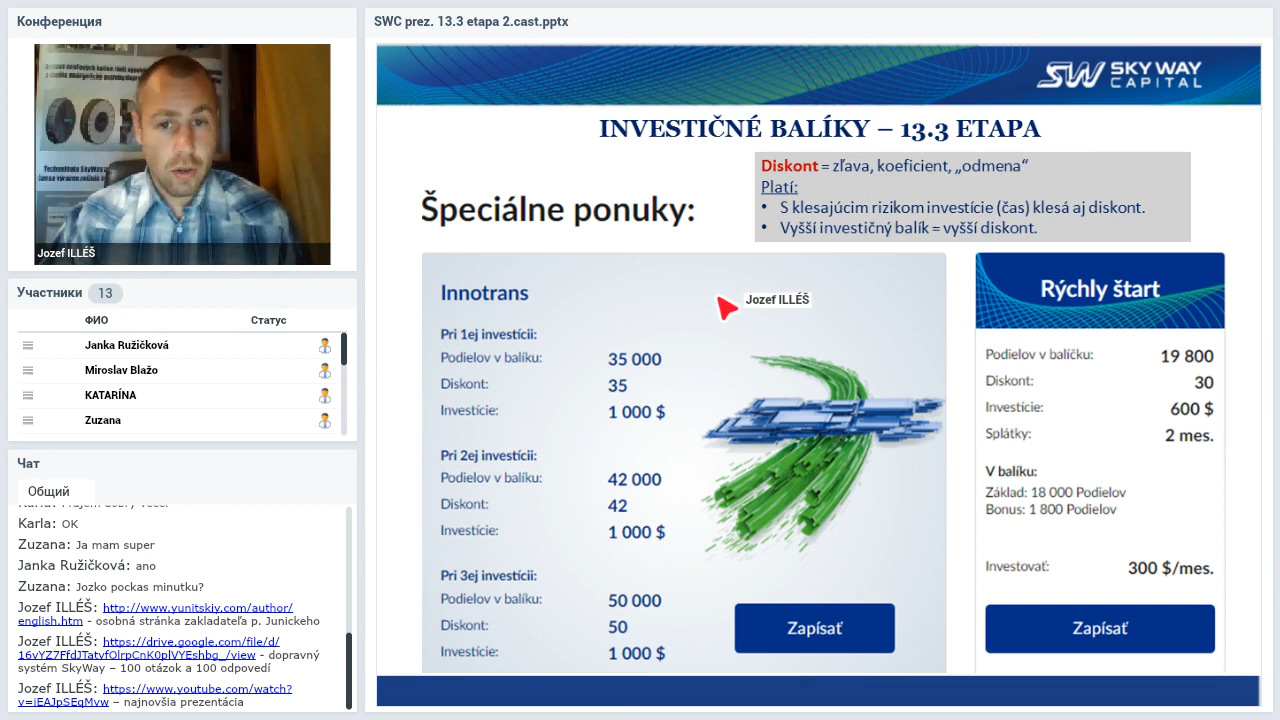 Конференция
Jozef ILLÉŠ
Участники 13
ФИО Статус
Janka Ružičková
Miroslav Blažo
KATARÍNA
Zuzana
Чат
Общий
Karla: OK
Zuzana: Ja mam super
Janka Ružičková: ano
Zuzana: Jozko pockas minutku?
Jozef ILLÉŠ: http://www.yunitskiy.com/author/
english.htm - osobná stránka zakladateľa p. Junickeho
Jozef ILLÉŠ: https://drive.google.com/file/d/
- dopravný
systém SkyWay – 100 otázok a 100 odpovedí
Jozef ILLÉŠ: https://www.youtube.com/watch?
– najnovšia prezentácia
SWC prez. 13.3 etapa 2.cast.pptx
SW SKY WAY
CAPITAL
INVESTIČNÉ BALÍKY – 13.3 ETAPA
Diskont = zľava, koeficient, „odmena“
Platí:
• S klesajúcim rizikom investície (čas) klesá aj diskont.
• Vyšší investičný balík = vyšší diskont.
Špeciálne ponuky:
Innotrans
Jozef ILLÉŠ
Pri 1ej investícii:
Podielov v balíku: 35 000
Diskont: 35
Investície: 1 000 $
Pri 2ej investícii:
Podielov v balíku: 42 000
Diskont: 42
Investície: 1 000 $
Pri 3ej investícii:
Podielov v balíku: 50 000
Diskont: 50
Investície: 1 000 $
Zapísať
Rýchly štart
Podielov v balíčku: 19 800
Diskont: 30
Investície: 600 $
Splátky: 2 mes.
V balíku:
Základ: 18 000 Podielov
Bonus: 1 800 Podielov
Investovať: 300 $/mes.
Zapísať